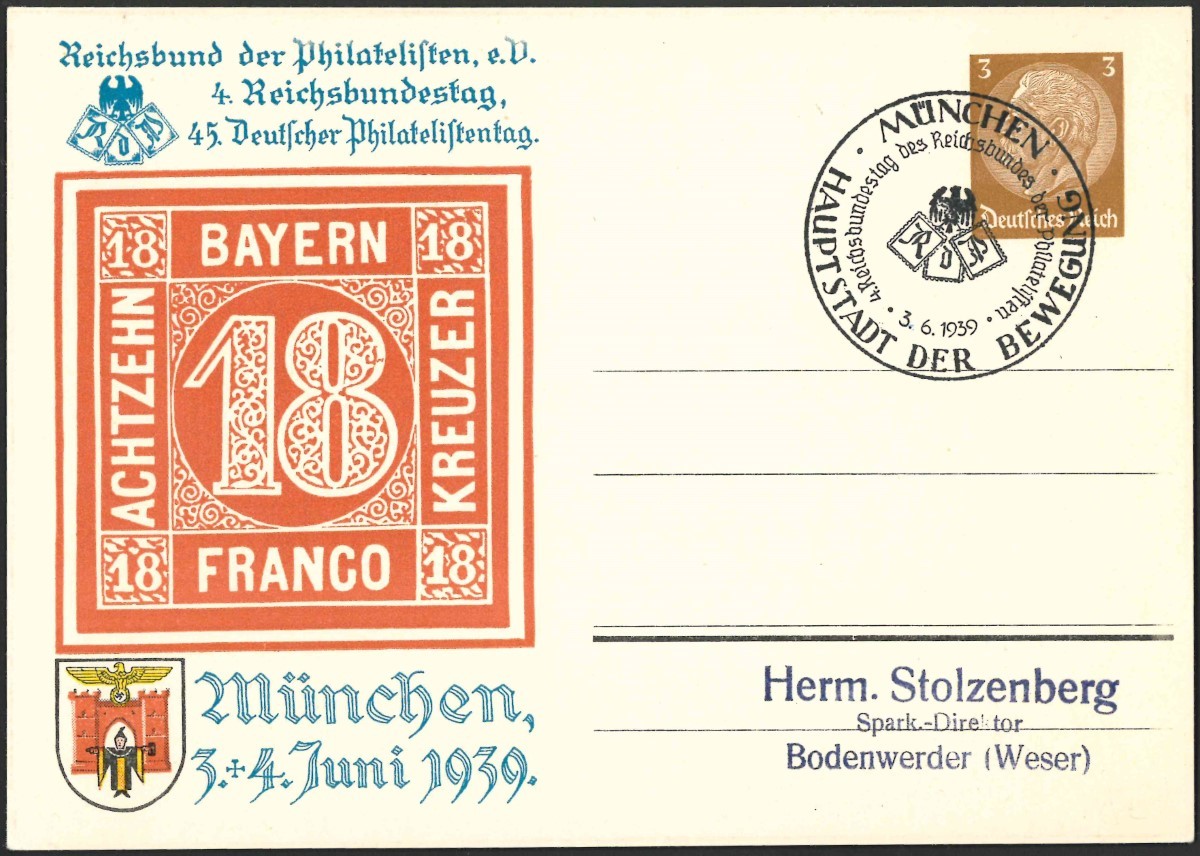 Reichsbund der Philatelisten, e.V.
4. Reichsbundestag,
45. Deutscher Philatelistentag.
R d P
18 BAYERN 18
ACHTZEHN
18
KREUZER
18 FRANCO 18
München,
3.+4. Juni 1939.
3 3
Deutsches Reich
MÜNCHEN
HAUPTSTADT DER BEWEGUNG
4. Reichsbundestag des Reichsbundes der Philatelisten
R d P
3.6.1939
Herm. Stolzenberg
Spark.-Direktor
Bodenwerder (Weser)